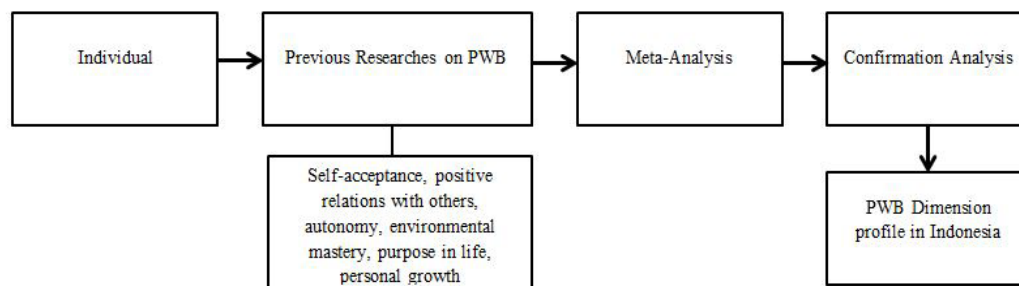 Individual
Previous Researches on PWB
Meta-Analysis
Confirmation Analysis
Self-acceptance, positive
relations with others,
autonomy, environmental
mastery, purpose in life,
personal growth
PWB Dimension
profile in Indonesia